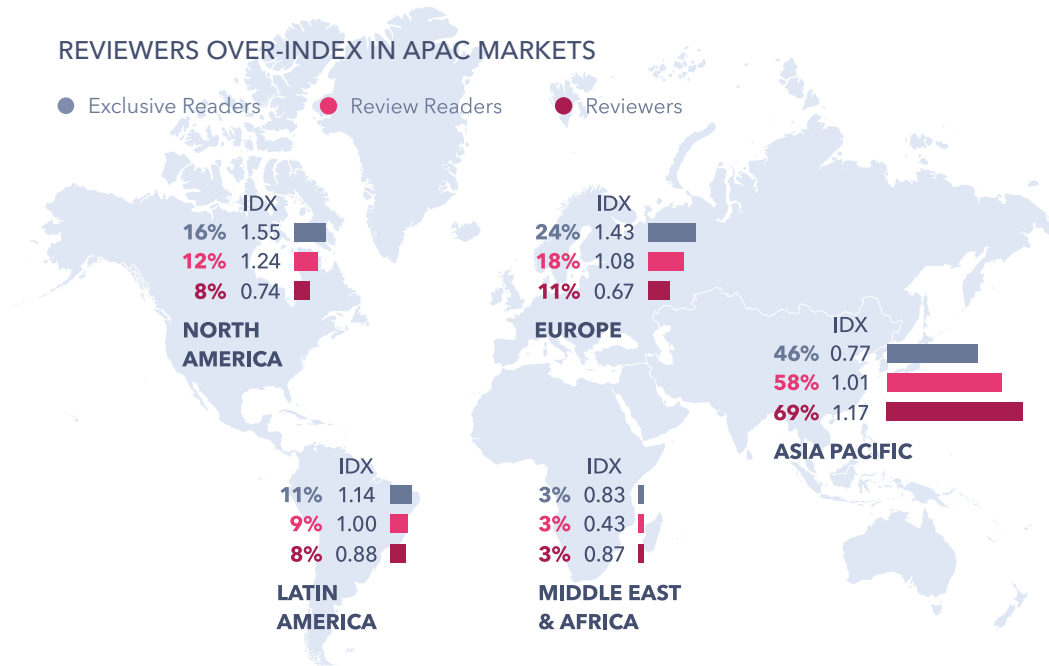 REVIEWERS OVER-INDEX IN APAC MARKETS
Exclusive Readers Review Readers Reviewers
IDX
16% 1.55
12% 1.24
8% 0.74
NORTH
AMERICA
IDX
24% 1.43
18% 1.08
11% 0.67
EUROPE
IDX
46% 0.77
58% 1.01
69% 1.17
ASIA PACIFIC
IDX
11% 1.14
9% 1.00
8% 0.88
LATIN
AMERICA
IDX
3% 0.83
3% 0.43
3% 0.87
MIDDLE EAST
& AFRICA